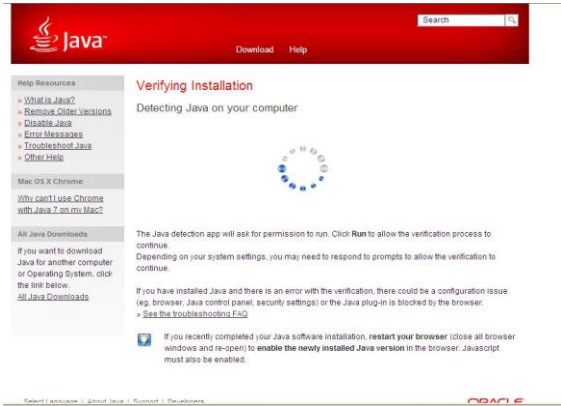 Java™
Search
Download Help
Help Resources
» What is Java?
» Remove Older Versions
» Disable Java
» Error Messages
» Troubleshoot Java
» Other Help
Mac OS X Chrome
Why can't I use Chrome
with Java 7 on my Mac?
All Java Downloads
If you want to download
Java for another computer
or Operating System, click
the link below.
All Java Downloads
Verifying Installation
Detecting Java on your computer
The Java detection app will ask for permission to run. Click Run to allow the verification process to
continue.
Depending on your system settings, you may need to respond to prompts to allow the verification to
continue.
If you have installed Java and there is an error with the verification, there could be a configuration issue
(eg. browser, Java control panel, security settings) or the Java plug-in is blocked by the browser.
» See the troubleshooting FAQ
If you recently completed your Java software installation, restart your browser (close all browser
windows and re-open) to enable the newly installed Java version in the browser. Javascript
must also be enabled.
Select Language | About Java | Support | Developers
ORACLE